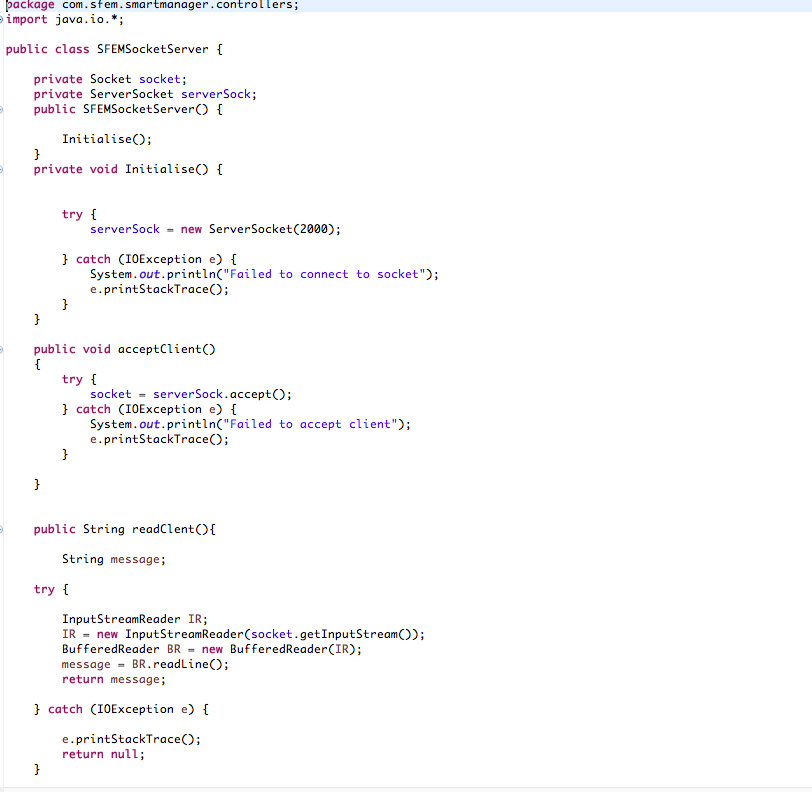 package com.sfem.smartmanager.controllers;
import java.io.*;
public class SFEMSocketServer {
private Socket socket;
private ServerSocket serverSock;
public SFEMSocketServer() {
Initialise();
}
private void Initialise() {
try {
serverSock = new ServerSocket(2000);
} catch (IOException e) {
System.out.println("Failed to connect to socket");
e.printStackTrace();
}
}
public void acceptClient()
{
try {
socket = serverSock.accept();
} catch (IOException e) {
System.out.println("Failed to accept client");
e.printStackTrace();
}
}
public String readClent(){
String message;
try {
InputStreamReader IR;
IR = new InputStreamReader(socket.getInputStream());
BufferedReader BR = new BufferedReader(IR);
message = BR.readLine();
return message;
} catch (IOException e) {
e.printStackTrace();
return null;
}